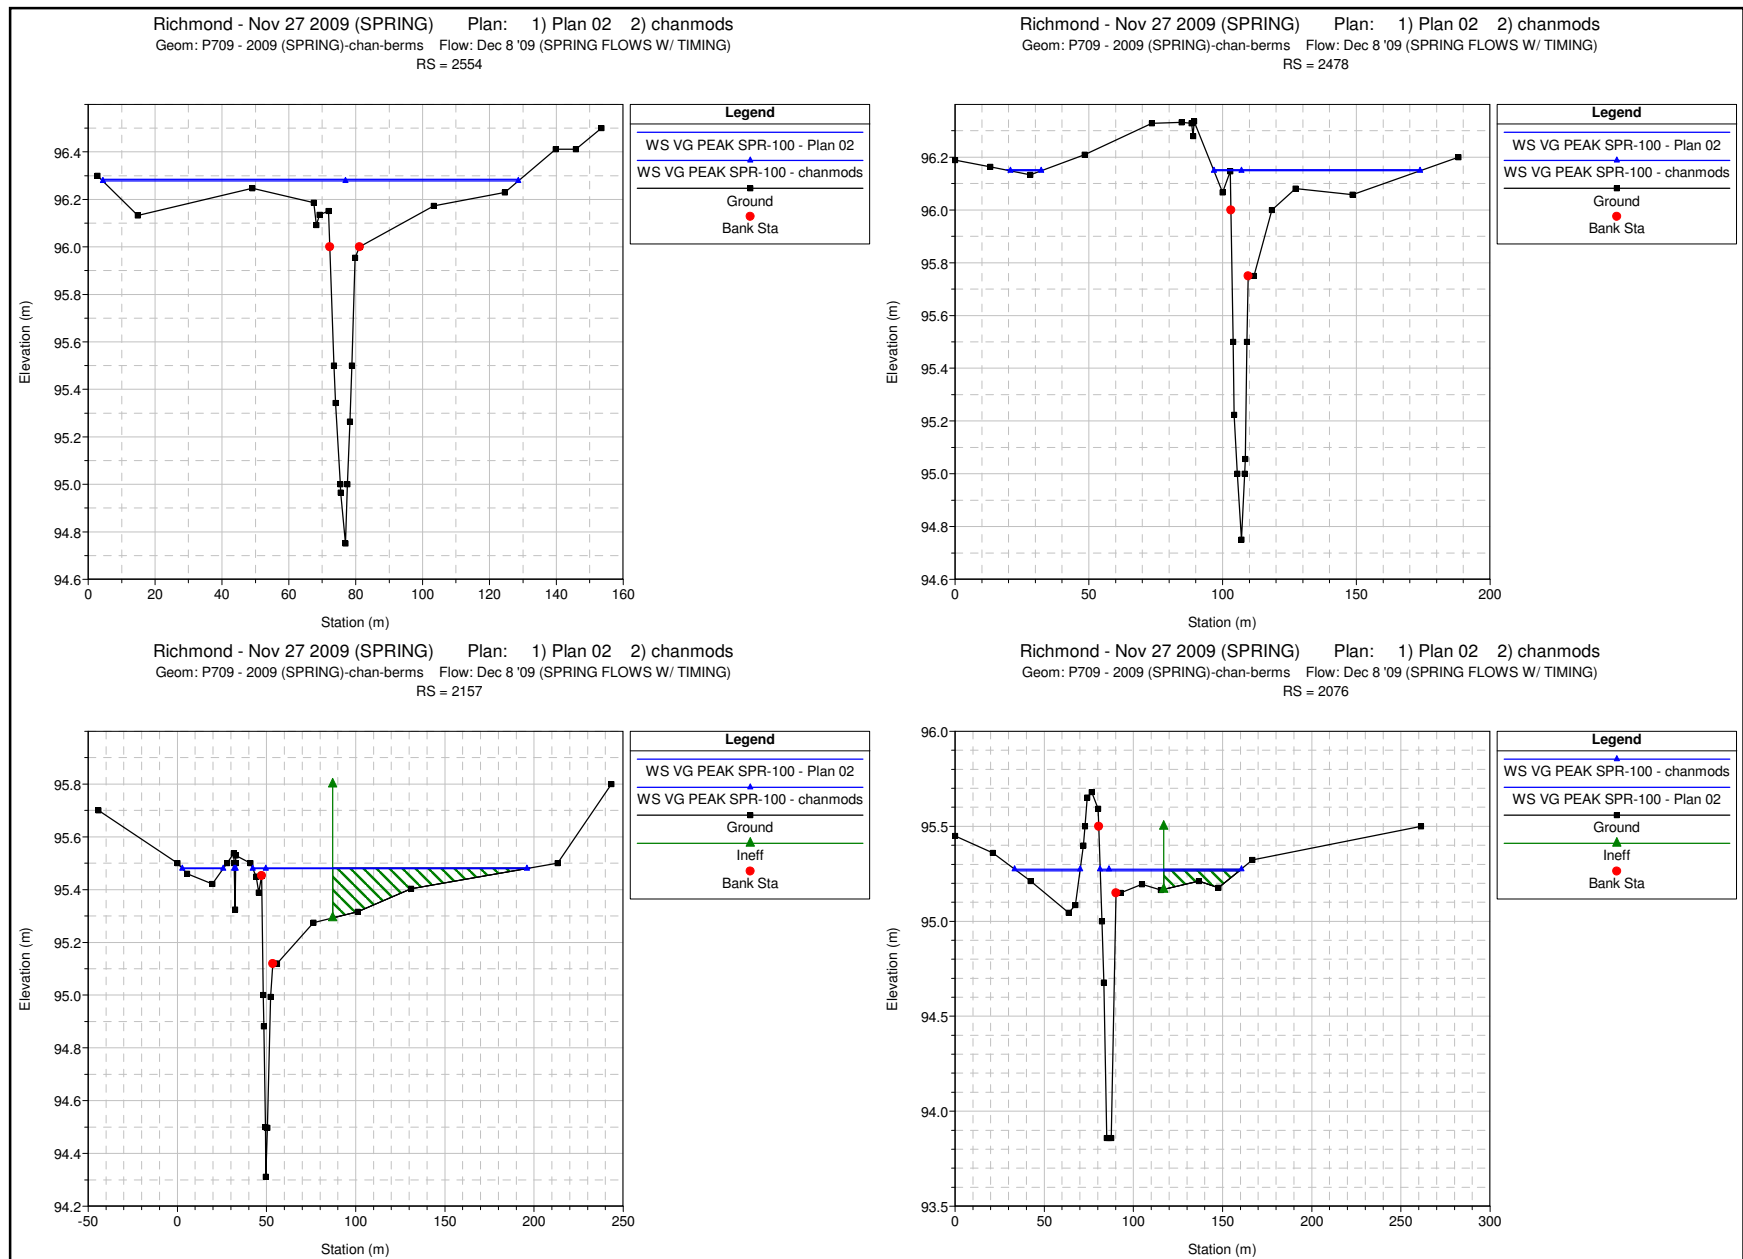 Richmond - Nov 27 2009 (SPRING) Plan: 1) Plan 02 2) chanmods
Geom: P709 - 2009 (SPRING)-chan-berms Flow: Dec 8 '09 (SPRING FLOWS W/ TIMING)
RS = 2554
Legend
WS VG PEAK SPR-100 - Plan 02
WS VG PEAK SPR-100 - chanmods
Ground
Bank Sta
96.4
96.2
96.0
95.8
95.6
95.4
95.2
95.0
94.8
94.6
Elevation (m)
0 20 40 60 80 100 120 140 160
Station (m)
Richmond - Nov 27 2009 (SPRING) Plan: 1) Plan 02 2) chanmods
Geom: P709 - 2009 (SPRING)-chan-berms Flow: Dec 8 '09 (SPRING FLOWS W/ TIMING)
RS = 2478
Legend
WS VG PEAK SPR-100 - Plan 02
WS VG PEAK SPR-100 - chanmods
Ground
Bank Sta
96.2
96.0
95.8
95.6
95.4
95.2
95.0
94.8
94.6
Elevation (m)
0 50 100 150 200
Station (m)
Richmond - Nov 27 2009 (SPRING) Plan: 1) Plan 02 2) chanmods
Geom: P709 - 2009 (SPRING)-chan-berms Flow: Dec 8 '09 (SPRING FLOWS W/ TIMING)
RS = 2157
Legend
WS VG PEAK SPR-100 - Plan 02
WS VG PEAK SPR-100 - chanmods
Ground
Ineff
Bank Sta
95.8
95.6
95.4
95.2
95.0
94.8
94.6
94.4
94.2
Elevation (m)
-50 0 50 100 150 200 250
Station (m)
Richmond - Nov 27 2009 (SPRING) Plan: 1) Plan 02 2) chanmods
Geom: P709 - 2009 (SPRING)-chan-berms Flow: Dec 8 '09 (SPRING FLOWS W/ TIMING)
RS = 2076
Legend
WS VG PEAK SPR-100 - chanmods
WS VG PEAK SPR-100 - Plan 02
Ground
Ineff
Bank Sta
96.0
95.5
95.0
94.5
94.0
93.5
Elevation (m)
0 50 100 150 200 250 300
Station (m)